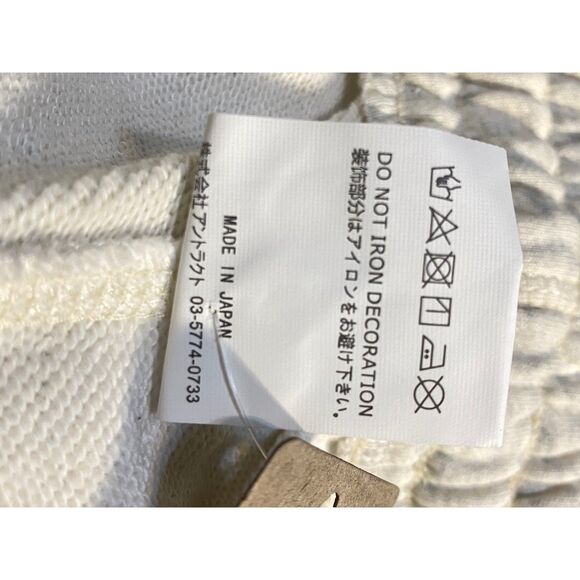 DO NOT IRON DECORATION
装飾部分はアイロンをお避け下さい。
MADE IN JAPAN
株式会社アントラクト 03-5774-0733